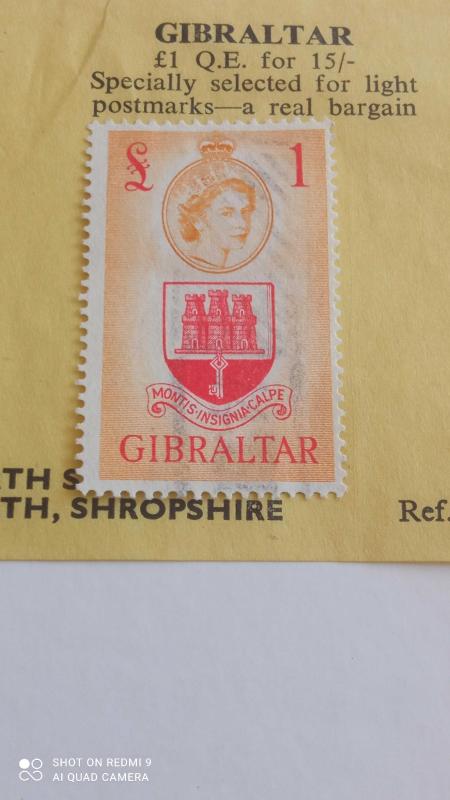 GIBRALTAR
£1 Q.E. for 15/-
Specially selected for light
postmarks—a real bargain
£ 1
MONTIS·INSIGNIA·CALPE
GIBRALTAR
TH, SHROPSHIRE Ref.
SHOT ON REDMI 9
AI QUAD CAMERA